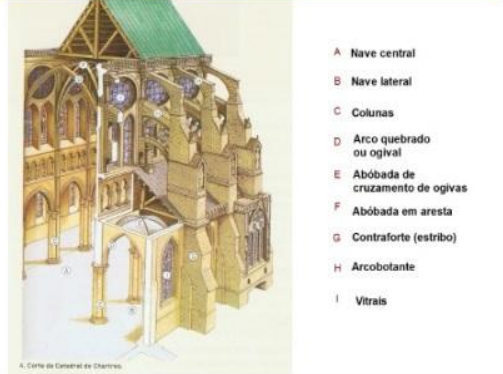 A Nave central
B Nave lateral
C Colunas
D Arco quebrado
ou ogival
E Abóbada de
cruzamento de ogivas
F Abóbada em aresta
G Contraforte (estribo)
H Arcobotante
I Vitrais
4. Corte da Catedral de Chartres.